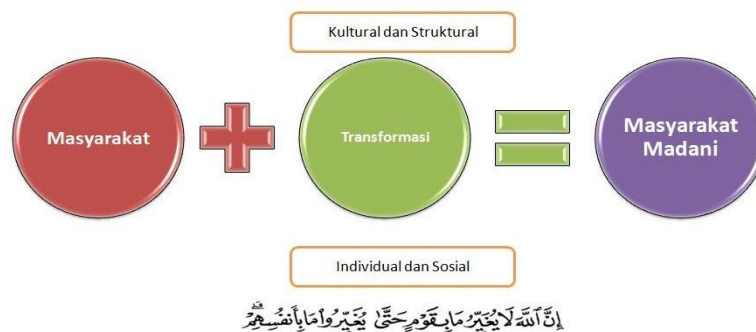 Kultural dan Struktural
Masyarakat
Transformasi
Masyarakat
Madani
Individual dan Sosial
إِنَّ ٱللَّهَ لَا يُغَيِّرُ مَا بِقَوْمٍ حَتَّىٰ يُغَيِّرُوا۟ مَا بِأَنفُسِهِمْ ۗ